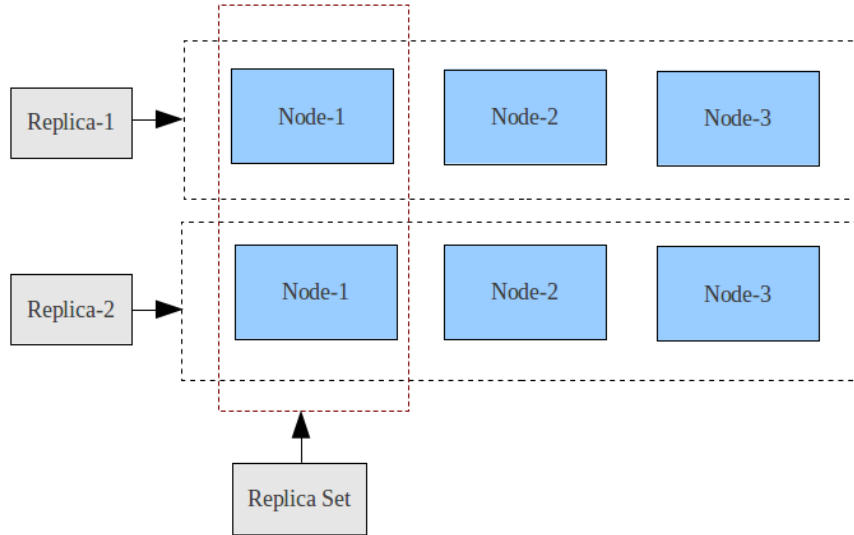 Replica-1
Node-1
Node-2
Node-3
Replica-2
Node-1
Node-2
Node-3
Replica Set